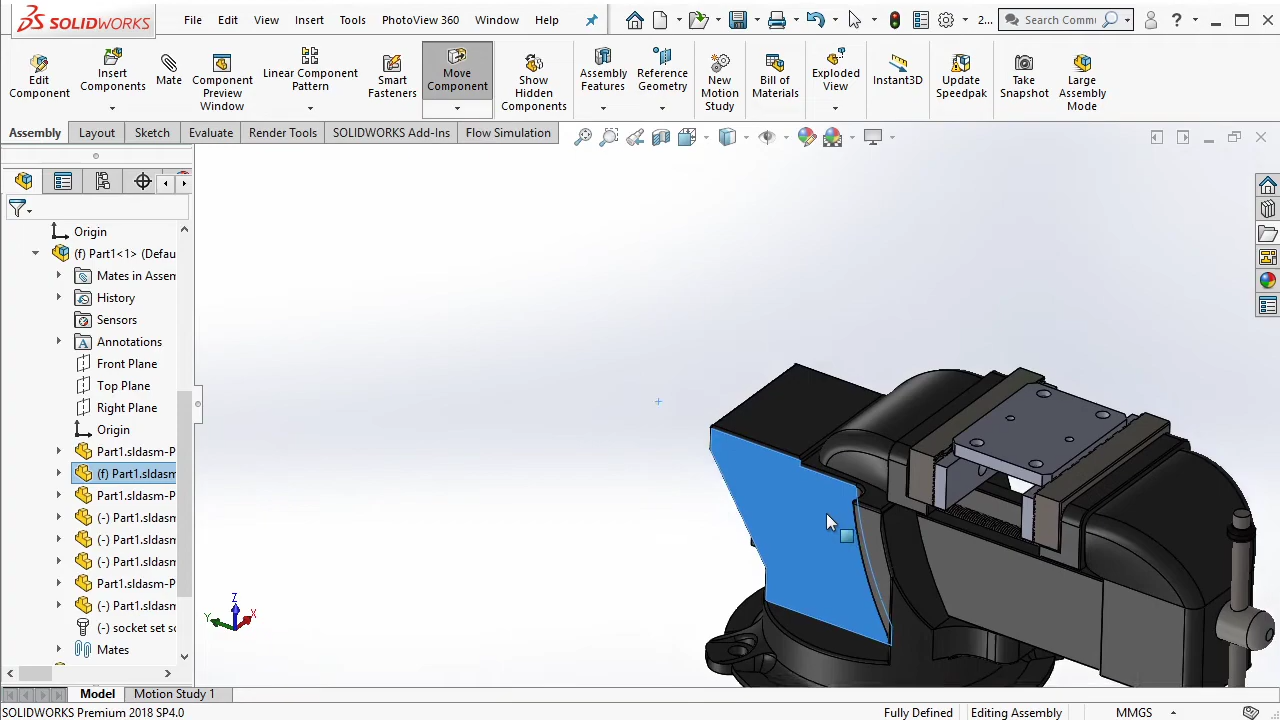 SOLIDWORKS
File Edit View Insert Tools PhotoView 360 Window Help
2...
Search Commu
Edit Component
Insert Components
Mate
Component Preview Window
Linear Component Pattern
Smart Fasteners
Move Component
Show Hidden Components
Assembly Features
Reference Geometry
New Motion Study
Bill of Materials
Exploded View
Instant3D
Update Speedpak
Take Snapshot
Large Assembly Mode
Assembly Layout Sketch Evaluate Render Tools SOLIDWORKS Add-Ins Flow Simulation
Origin
(f) Part1<1> (Defau
Mates in Assem
History
Sensors
Annotations
Front Plane
Top Plane
Right Plane
Origin
Part1.sldasm-P
(f) Part1.sldasm
Part1.sldasm-P
(-) Part1.sldasm
(-) Part1.sldasm
(-) Part1.sldasm
Part1.sldasm-P
(-) Part1.sldasm
(-) socket set sc
Mates
Z
Y
X
Model Motion Study 1
SOLIDWORKS Premium 2018 SP4.0
Fully Defined
Editing Assembly
MMGS